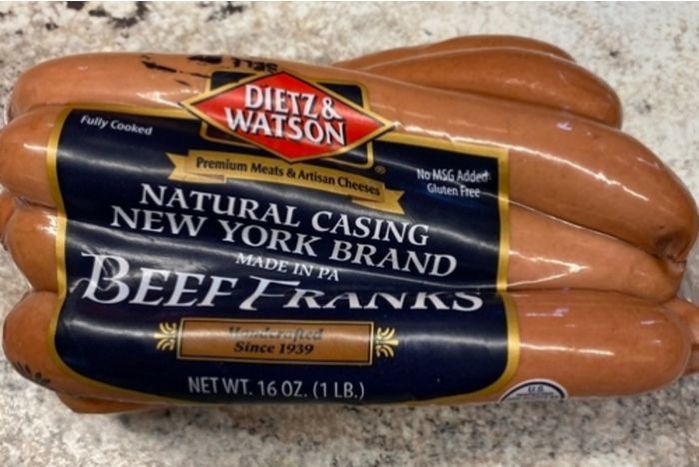 SELL
DIETZ &
WATSON
®
Premium Meats & Artisan Cheeses
Fully Cooked
No MSG Added
Gluten Free
NATURAL CASING
NEW YORK BRAND
MADE IN PA
BEEF FRANKS
Handcrafted
Since 1939
NET WT. 16 OZ. (1 LB.)
U.S.